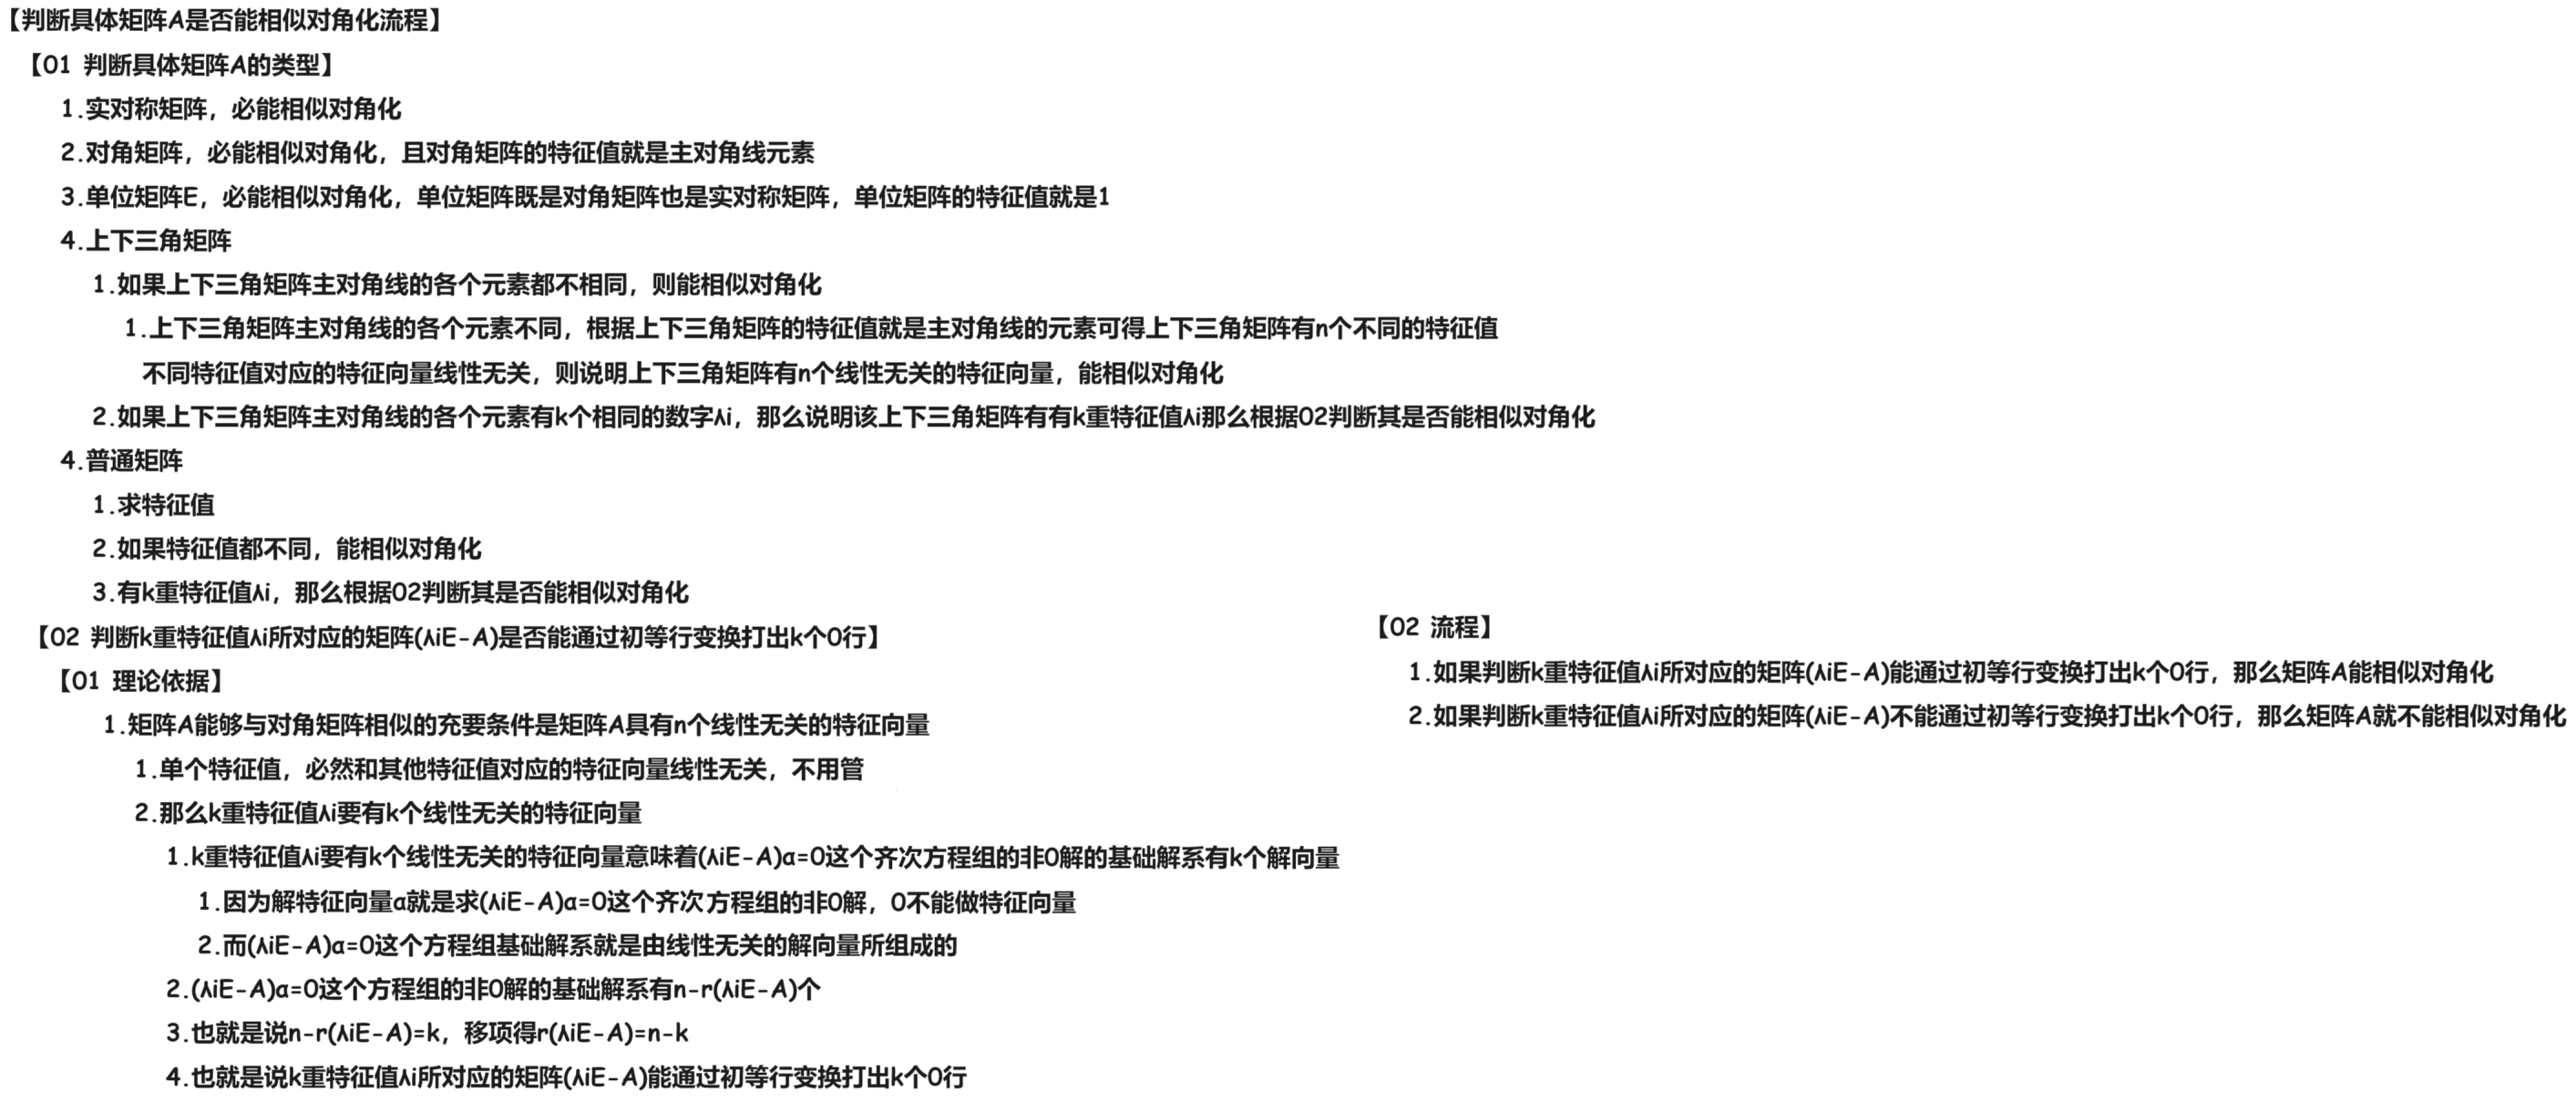 【判断具体矩阵A是否能相似对角化流程】
【01 判断具体矩阵A的类型】
1.实对称矩阵，必能相似对角化
2.对角矩阵，必能相似对角化，且对角矩阵的特征值就是主对角线元素
3.单位矩阵E，必能相似对角化，单位矩阵既是对角矩阵也是实对称矩阵，单位矩阵的特征值就是1
4.上下三角矩阵
1.如果上下三角矩阵主对角线的各个元素都不相同，则能相似对角化
1.上下三角矩阵主对角线的各个元素不同，根据上下三角矩阵的特征值就是主对角线的元素可得上下三角矩阵有n个不同的特征值
不同特征值对应的特征向量线性无关，则说明上下三角矩阵有n个线性无关的特征向量，能相似对角化
2.如果上下三角矩阵主对角线的各个元素有k个相同的数字λi，那么说明该上下三角矩阵有有k重特征值λi那么根据02判断其是否能相似对角化
4.普通矩阵
1.求特征值
2.如果特征值都不同，能相似对角化
3.有k重特征值λi，那么根据02判断其是否能相似对角化
【02 判断k重特征值λi所对应的矩阵(λiE-A)是否能通过初等行变换打出k个0行】
【01 理论依据】
1.矩阵A能够与对角矩阵相似的充要条件是矩阵A具有n个线性无关的特征向量
1.单个特征值，必然和其他特征值对应的特征向量线性无关，不用管
2.那么k重特征值λi要有k个线性无关的特征向量
1.k重特征值λi要有k个线性无关的特征向量意味着(λiE-A)α=0这个齐次方程组的非0解的基础解系有k个解向量
1.因为解特征向量α就是求(λiE-A)α=0这个齐次方程组的非0解，0不能做特征向量
2.而(λiE-A)α=0这个方程组基础解系就是由线性无关的解向量所组成的
2.(λiE-A)α=0这个方程组的非0解的基础解系有n-r(λiE-A)个
3.也就是说n-r(λiE-A)=k，移项得r(λiE-A)=n-k
4.也就是说k重特征值λi所对应的矩阵(λiE-A)能通过初等行变换打出k个0行
【02 流程】
1.如果判断k重特征值λi所对应的矩阵(λiE-A)能通过初等行变换打出k个0行，那么矩阵A能相似对角化
2.如果判断k重特征值λi所对应的矩阵(λiE-A)不能通过初等行变换打出k个0行，那么矩阵A就不能相似对角化